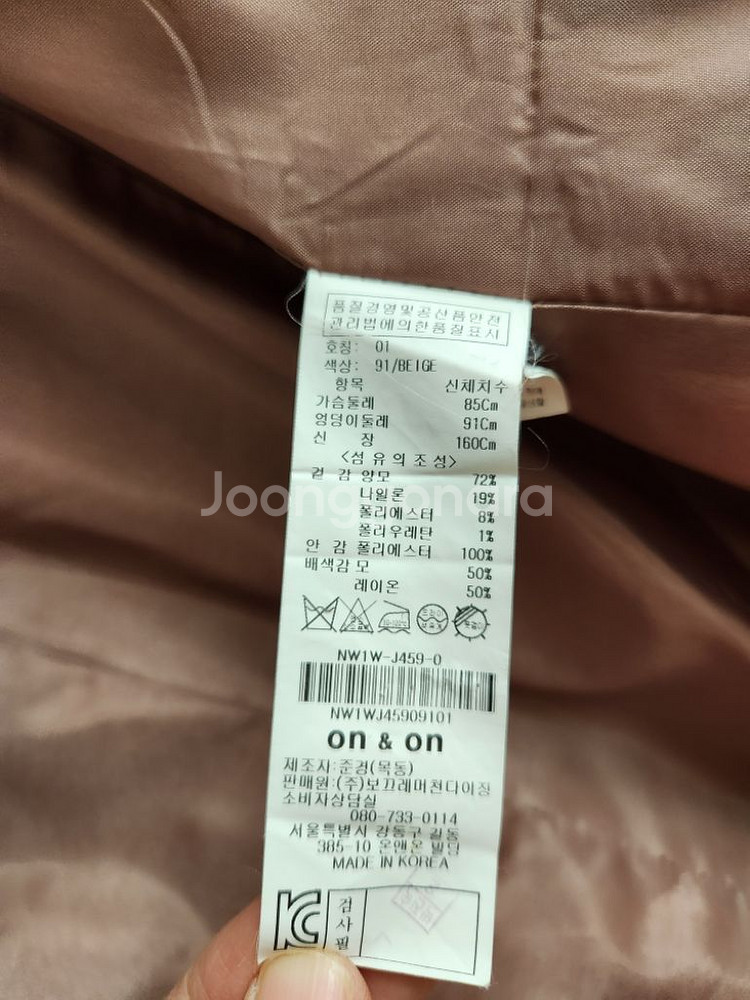 품질경영및공산품안전
관리법에의한품질표시
호칭: 01
색상: 91/BEIGE
항목 신체치수
가슴둘레 85Cm
엉덩이둘레 91Cm
신 장 160Cm
<섬유의조성>
겉 감 양모 72%
나일론 19%
폴리에스터 8%
폴리우레탄 1%
안 감 폴리에스터 100%
배색감 모 50%
레이온 50%
NW1W-J459-0
NW1WJ45909101
on & on
제조자:준경(목동)
판매원:(주)보끄레머천다이징
소비자상담실
080-733-0114
서울특별시 강동구 길동
385-10 온앤온 빌딩
MADE IN KOREA
KC 검사필
Joonggonara